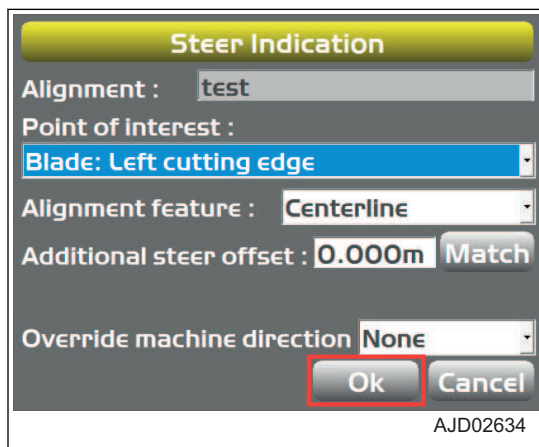 Steer Indication
Alignment : test
Point of interest :
Blade: Left cutting edge
Alignment feature : Centerline
Additional steer offset : 0.000m Match
Override machine direction None
Ok Cancel
AJD02634